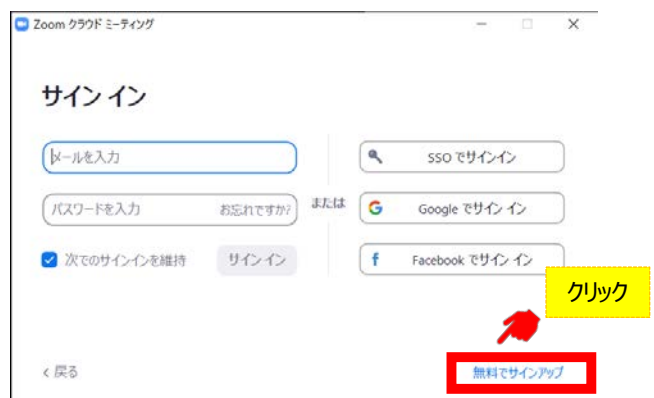 Zoom クラウド ミーティング
サイン イン
メールを入力
パスワードを入力 お忘れですか?
次でのサインインを維持
サイン イン
または
SSO でサインイン
Google でサイン イン
Facebook でサイン イン
クリック
< 戻る
無料でサインアップ